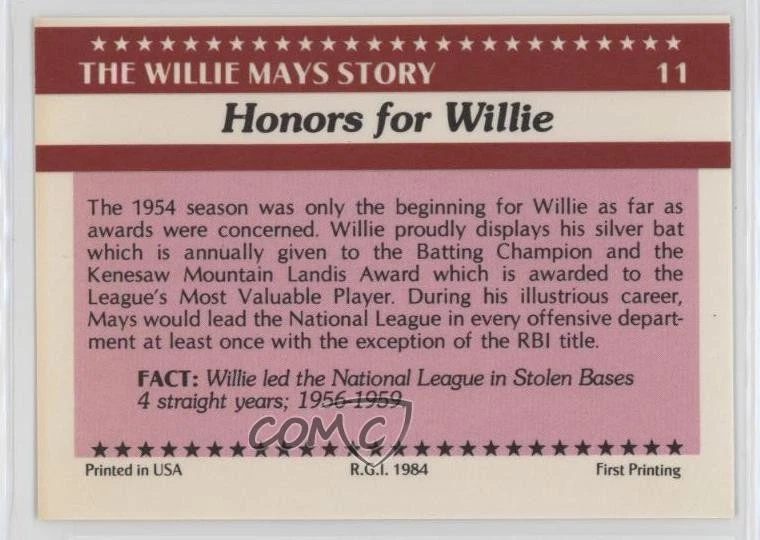 THE WILLIE MAYS STORY 11
Honors for Willie
The 1954 season was only the beginning for Willie as far as
awards were concerned. Willie proudly displays his silver bat
which is annually given to the Batting Champion and the
Kenesaw Mountain Landis Award which is awarded to the
League's Most Valuable Player. During his illustrious career,
Mays would lead the National League in every offensive depart-
ment at least once with the exception of the RBI title.
FACT: Willie led the National League in Stolen Bases
4 straight years; 1956-1959.
COMC
Printed in USA R.G.I. 1984 First Printing